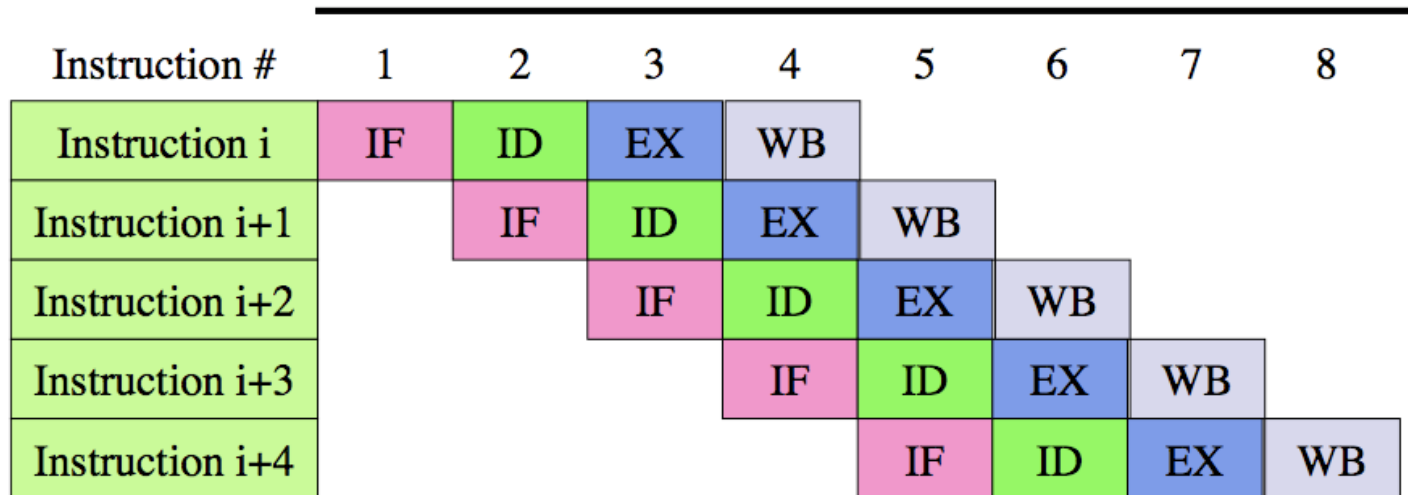 Instruction # 1 2 3 4 5 6 7 8
Instruction i IF ID EX WB
Instruction i+1 IF ID EX WB
Instruction i+2 IF ID EX WB
Instruction i+3 IF ID EX WB
Instruction i+4 IF ID EX WB